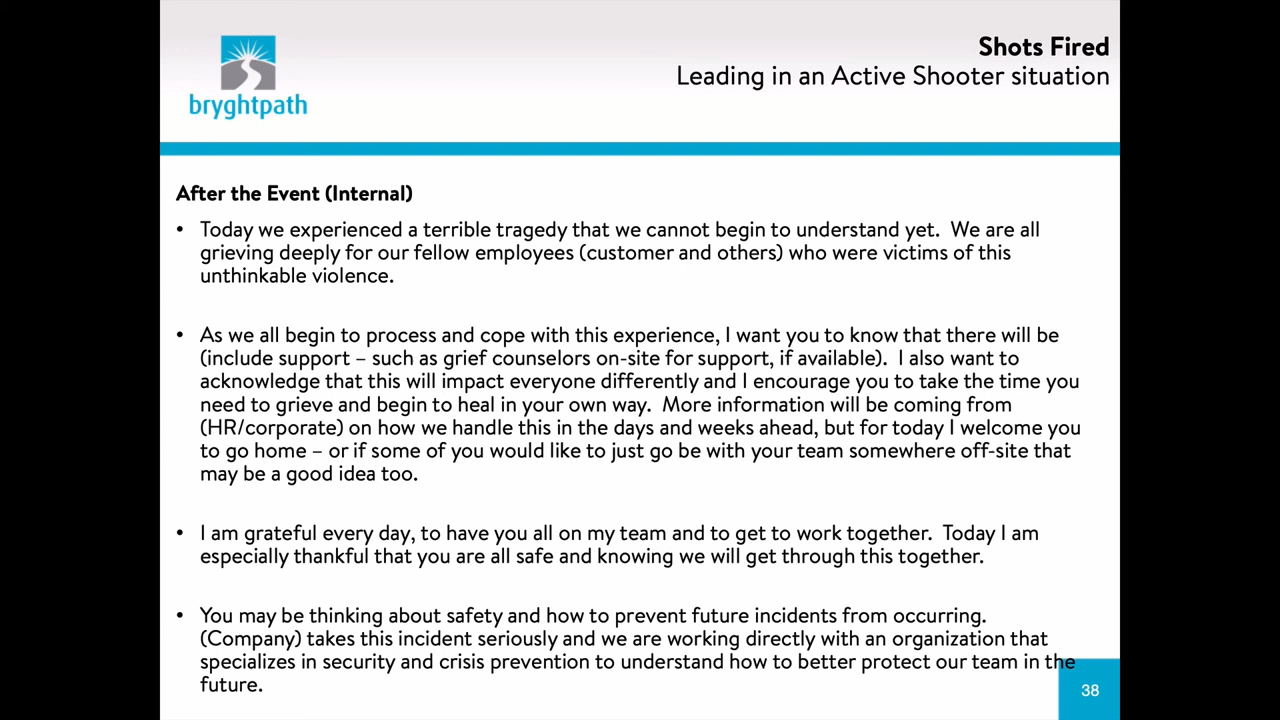 Shots Fired
Leading in an Active Shooter situation
bryghtpath
After the Event (Internal)
• Today we experienced a terrible tragedy that we cannot begin to understand yet.  We are all
grieving deeply for our fellow employees (customer and others) who were victims of this
unthinkable violence.
• As we all begin to process and cope with this experience, I want you to know that there will be
(include support – such as grief counselors on-site for support, if available).  I also want to
acknowledge that this will impact everyone differently and I encourage you to take the time you
need to grieve and begin to heal in your own way.  More information will be coming from
(HR/corporate) on how we handle this in the days and weeks ahead, but for today I welcome you
to go home – or if some of you would like to just go be with your team somewhere off-site that
may be a good idea too.
• I am grateful every day, to have you all on my team and to get to work together.  Today I am
especially thankful that you are all safe and knowing we will get through this together.
• You may be thinking about safety and how to prevent future incidents from occurring.
(Company) takes this incident seriously and we are working directly with an organization that
specializes in security and crisis prevention to understand how to better protect our team in the
future.
38